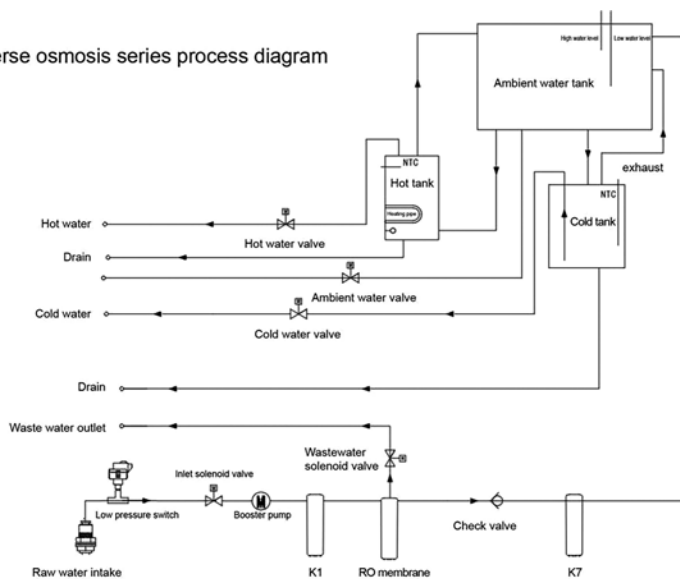 erse osmosis series process diagram
High water level
Low water level
Ambient water tank
NTC
Hot tank
exhaust
NTC
Heating pipe
Cold tank
Hot water
Hot water valve
Drain
Ambient water valve
Cold water
Cold water valve
Drain
Waste water outlet
Wastewater
solenoid valve
Inlet solenoid valve
M
Low pressure switch
Booster pump
Check valve
Raw water intake
K1
RO membrane
K7